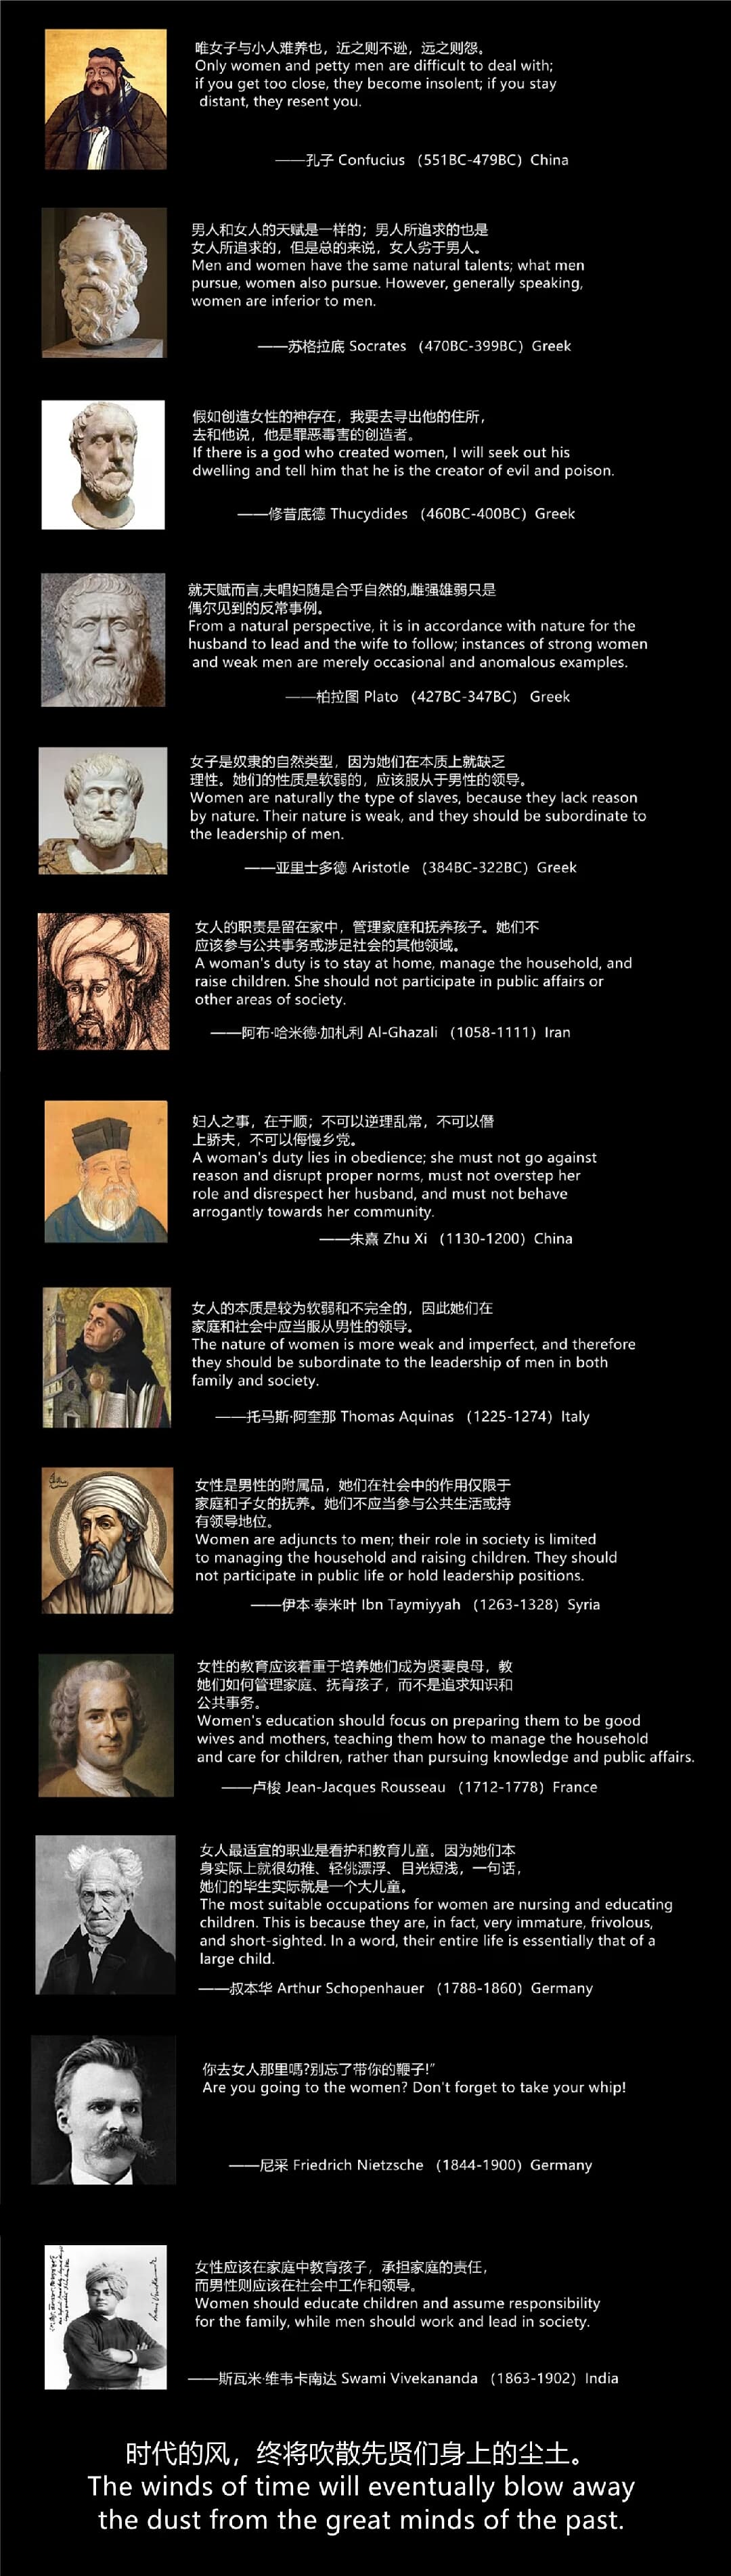 唯女子与小人难养也，近之则不逊，远之则怨。
Only women and petty men are difficult to deal with;
if you get too close, they become insolent; if you stay
distant, they resent you.
——孔子 Confucius （551BC-479BC）China
男人和女人的天赋是一样的；男人所追求的也是
女人所追求的，但是总的来说，女人劣于男人。
Men and women have the same natural talents; what men
pursue, women also pursue. However, generally speaking,
women are inferior to men.
——苏格拉底 Socrates （470BC-399BC）Greek
假如创造女性的神存在，我要去寻出他的住所，
去和他说，他是罪恶毒害的创造者。
If there is a god who created women, I will seek out his
dwelling and tell him that he is the creator of evil and poison.
——修昔底德 Thucydides （460BC-400BC）Greek
就天赋而言,夫唱妇随是合乎自然的,雌强雄弱只是
偶尔见到的反常事例。
From a natural perspective, it is in accordance with nature for the
husband to lead and the wife to follow; instances of strong women
and weak men are merely occasional and anomalous examples.
——柏拉图 Plato （427BC-347BC） Greek
女子是奴隶的自然类型，因为她们在本质上就缺乏
理性。她们的性质是软弱的，应该服从于男性的领导。
Women are naturally the type of slaves, because they lack reason
by nature. Their nature is weak, and they should be subordinate to
the leadership of men.
——亚里士多德 Aristotle （384BC-322BC）Greek
女人的职责是留在家中，管理家庭和抚养孩子。她们不
应该参与公共事务或涉足社会的其他领域。
A woman's duty is to stay at home, manage the household, and
raise children. She should not participate in public affairs or
other areas of society.
——阿布·哈米德·加札利 Al-Ghazali （1058-1111）Iran
妇人之事，在于顺；不可以逆理乱常，不可以僭
上骄夫，不可以侮慢乡党。
A woman's duty lies in obedience; she must not go against
reason and disrupt proper norms, must not overstep her
role and disrespect her husband, and must not behave
arrogantly towards her community.
——朱熹 Zhu Xi （1130-1200）China
女人的本质是较为软弱和不完全的，因此她们在
家庭和社会中应当服从男性的领导。
The nature of women is more weak and imperfect, and therefore
they should be subordinate to the leadership of men in both
family and society.
——托马斯·阿奎那 Thomas Aquinas （1225-1274）Italy
女性是男性的附属品，她们在社会中的作用仅限于
家庭和子女的抚养。她们不应当参与公共生活或持
有领导地位。
Women are adjuncts to men; their role in society is limited
to managing the household and raising children. They should
not participate in public life or hold leadership positions.
——伊本·泰米叶 Ibn Taymiyyah （1263-1328）Syria
女性的教育应该着重于培养她们成为贤妻良母，教
她们如何管理家庭、抚育孩子，而不是追求知识和
公共事务。
Women's education should focus on preparing them to be good
wives and mothers, teaching them how to manage the household
and care for children, rather than pursuing knowledge and public affairs.
——卢梭 Jean-Jacques Rousseau （1712-1778）France
女人最适宜的职业是看护和教育儿童。因为她们本
身实际上就很幼稚、轻佻漂浮、目光短浅，一句话，
她们的毕生实际就是一个大儿童。
The most suitable occupations for women are nursing and educating
children. This is because they are, in fact, very immature, frivolous,
and short-sighted. In a word, their entire life is essentially that of a
large child.
——叔本华 Arthur Schopenhauer （1788-1860）Germany
你去女人那里嗎?别忘了带你的鞭子!”
Are you going to the women? Don't forget to take your whip!
——尼采 Friedrich Nietzsche （1844-1900）Germany
女性应该在家庭中教育孩子，承担家庭的责任，
而男性则应该在社会中工作和领导。
Women should educate children and assume responsibility
for the family, while men should work and lead in society.
——斯瓦米·维韦卡南达 Swami Vivekananda （1863-1902）India
时代的风，终将吹散先贤们身上的尘土。
The winds of time will eventually blow away
the dust from the great minds of the past.